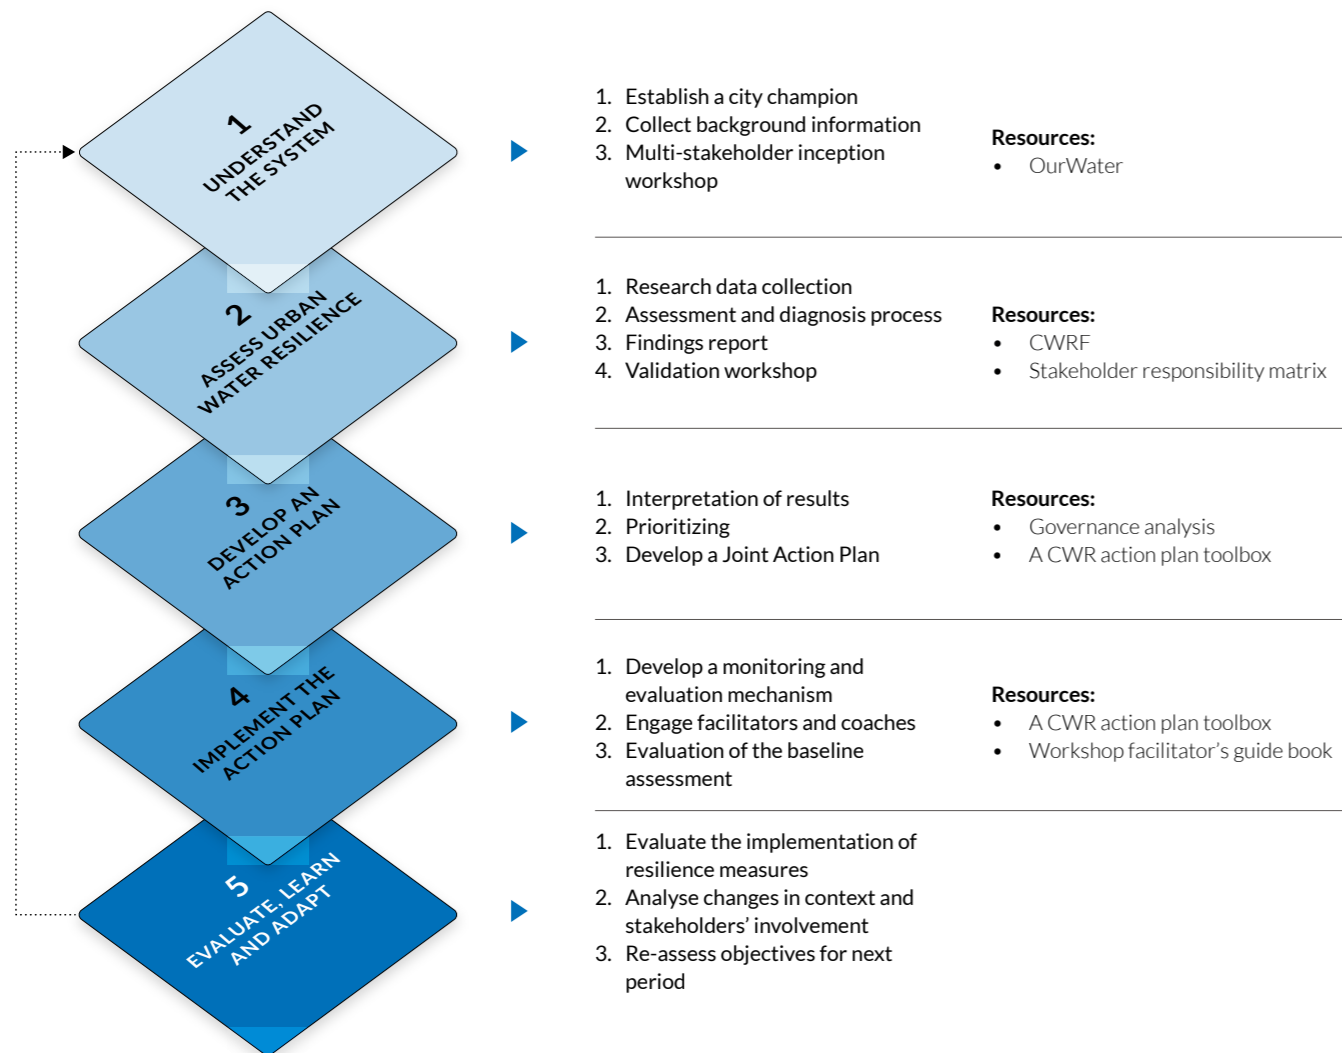 1
UNDERSTAND
THE SYSTEM
1. Establish a city champion
2. Collect background information
3. Multi-stakeholder inception
workshop
Resources:
• OurWater
2
ASSESS URBAN
WATER RESILIENCE
1. Research data collection
2. Assessment and diagnosis process
3. Findings report
4. Validation workshop
Resources:
• CWRF
• Stakeholder responsibility matrix
3
DEVELOP AN
ACTION PLAN
1. Interpretation of results
2. Prioritizing
3. Develop a Joint Action Plan
Resources:
• Governance analysis
• A CWR action plan toolbox
4
IMPLEMENT THE
ACTION PLAN
1. Develop a monitoring and
evaluation mechanism
2. Engage facilitators and coaches
3. Evaluation of the baseline
assessment
Resources:
• A CWR action plan toolbox
• Workshop facilitator’s guide book
5
EVALUATE, LEARN
AND ADAPT
1. Evaluate the implementation of
resilience measures
2. Analyse changes in context and
stakeholders’ involvement
3. Re-assess objectives for next
period